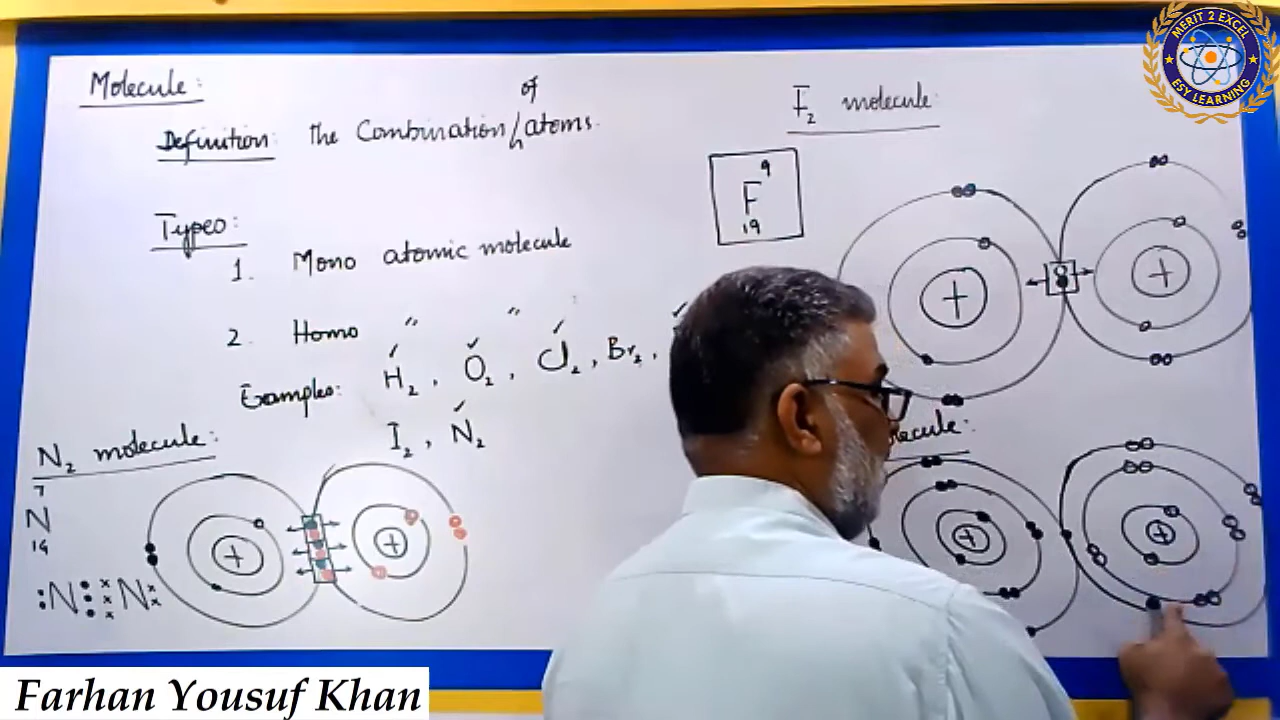 MERIT 2 EXCEL
ESY LEARNING
Molecule:
Definition: The Combination of atoms.
Types:
1. Mono atomic molecule
2. Homo " "
Examples: H₂, O₂, Cl₂, Br₂,
I₂, N₂
N₂ molecule:
7
N
14
:N N
F₂ molecule:
9
F
19
+ +
+ +
+ +
ecule:
Farhan Yousuf Khan